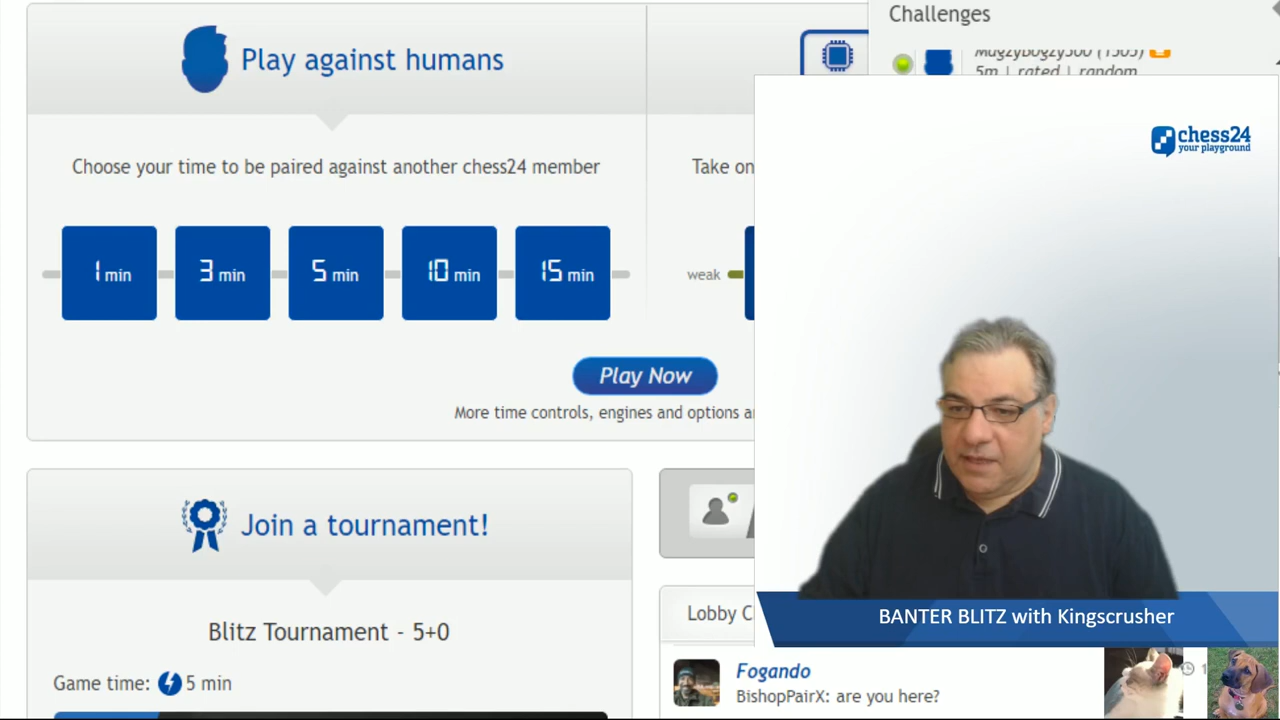 Challenges
Play against humans
MagzyBogzy300 (1505)
5m | rated | random
chess24
your playground
Choose your time to be paired against another chess24 member
Take on
1 min
3 min
5 min
10 min
15 min
weak
Play Now
More time controls, engines and options a
Join a tournament!
Lobby C
BANTER BLITZ with Kingscrusher
Blitz Tournament - 5+0
Fogando
Game time: 5 min
BishopPairX: are you here?